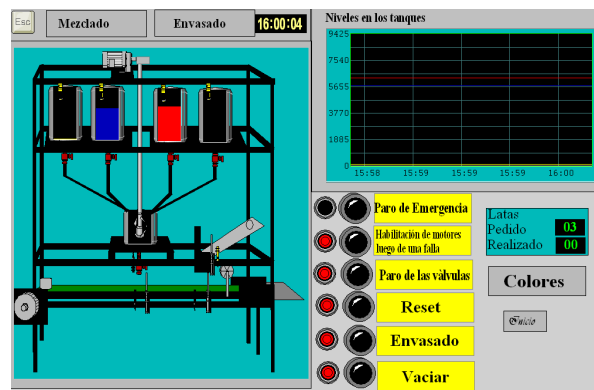 Esc
Mezclado
Envasado
16:00:04
Niveles en los tanques
9425
7540
5655
3770
1885
0
15:58 15:59 15:59 15:59 16:00
Paro de Emergencia
Habilitación de motores
luego de una falla
Paro de las vàlvulas
Reset
Envasado
Vaciar
Latas
Pedido 03
Realizado 00
Colores
Inicio